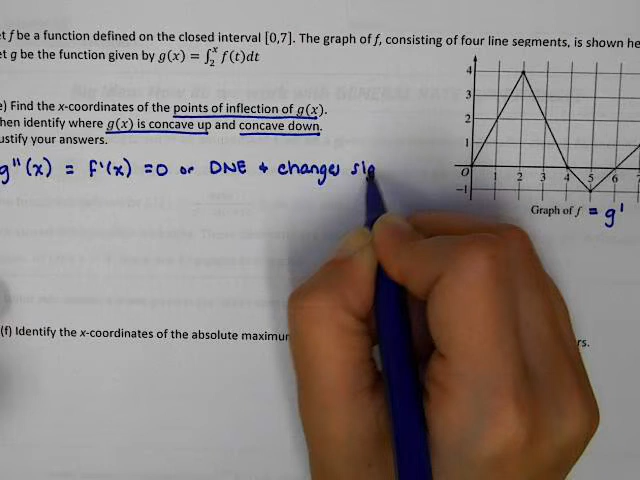 et f be a function defined on the closed interval [0,7]. The graph of f, consisting of four line segments, is shown he
et g be the function given by g(x) = ∫₂ˣ f(t)dt
e) Find the x-coordinates of the points of inflection of g(x).
hen identify where g(x) is concave up and concave down.
ustify your answers.
g''(x) = f'(x) = 0 or DNE + changes sig
4
3
2
1
O 1 2 3 4 5 6 7
-1
Graph of f = g'
(f) Identify the x-coordinates of the absolute maximu
rs.